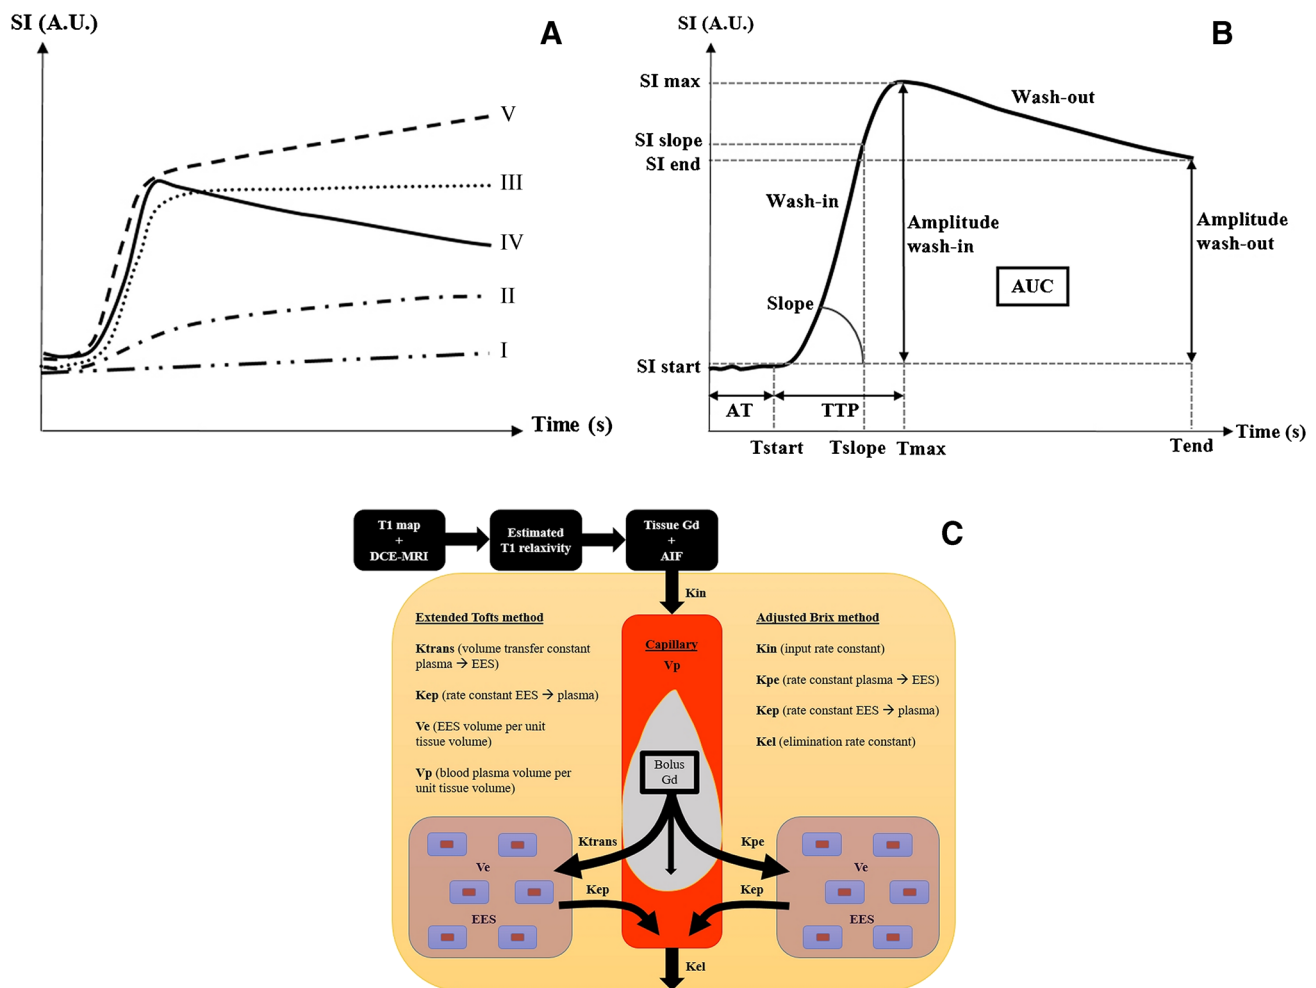 SI (A.U.)
A
V
III
IV
II
I
Time (s)
SI (A.U.)
B
SI max
Wash-out
SI slope
SI end
Wash-in
Amplitude
wash-in
Amplitude
wash-out
AUC
Slope
SI start
AT
TTP
Time (s)
Tstart
Tslope
Tmax
Tend
C
T1 map
+
DCE-MRI
Estimated
T1 relaxivity
Tissue Gd
+
AIF
Kin
Extended Tofts method
Ktrans (volume transfer constant
plasma → EES)
Kep (rate constant EES → plasma)
Ve (EES volume per unit
tissue volume)
Vp (blood plasma volume per
unit tissue volume)
Capillary
Vp
Bolus
Gd
Adjusted Brix method
Kin (input rate constant)
Kpe (rate constant plasma → EES)
Kep (rate constant EES → plasma)
Kel (elimination rate constant)
Ktrans
Kpe
Ve
Kep
EES
Kep
Ve
EES
Kel